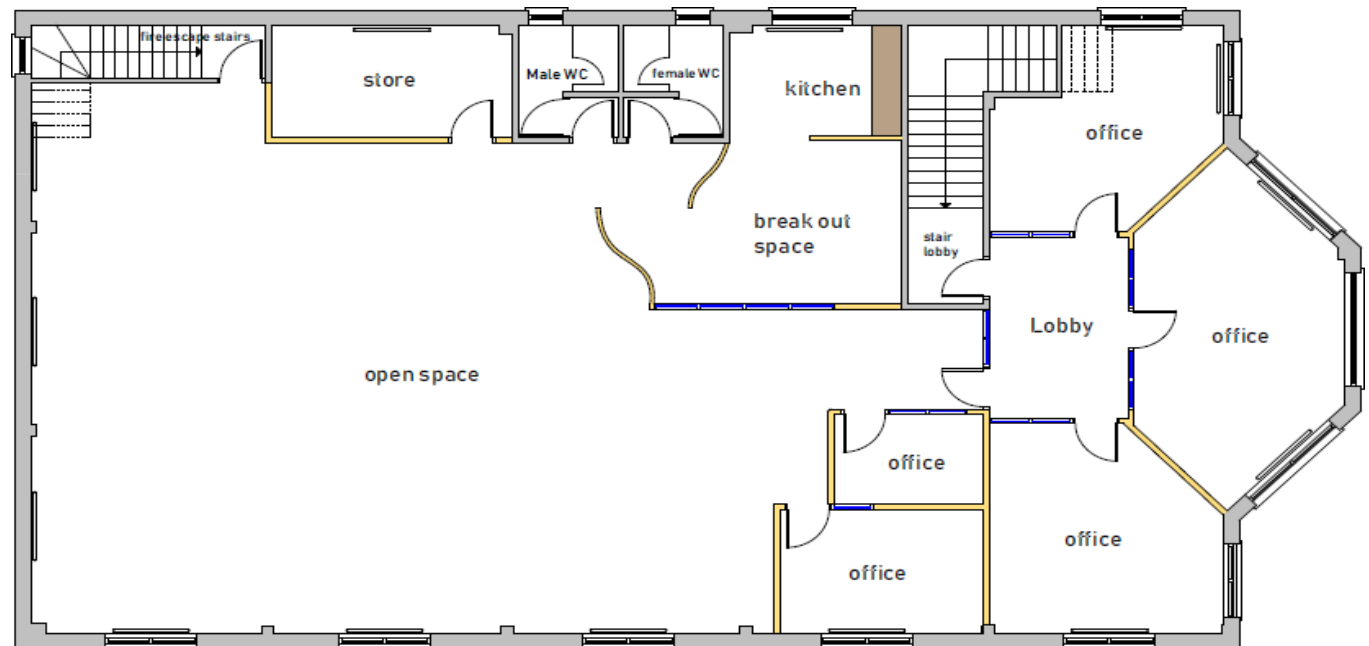 fire escape stairs
store
Male WC
female WC
kitchen
office
break out
space
stair
lobby
Lobby
office
open space
office
office
office